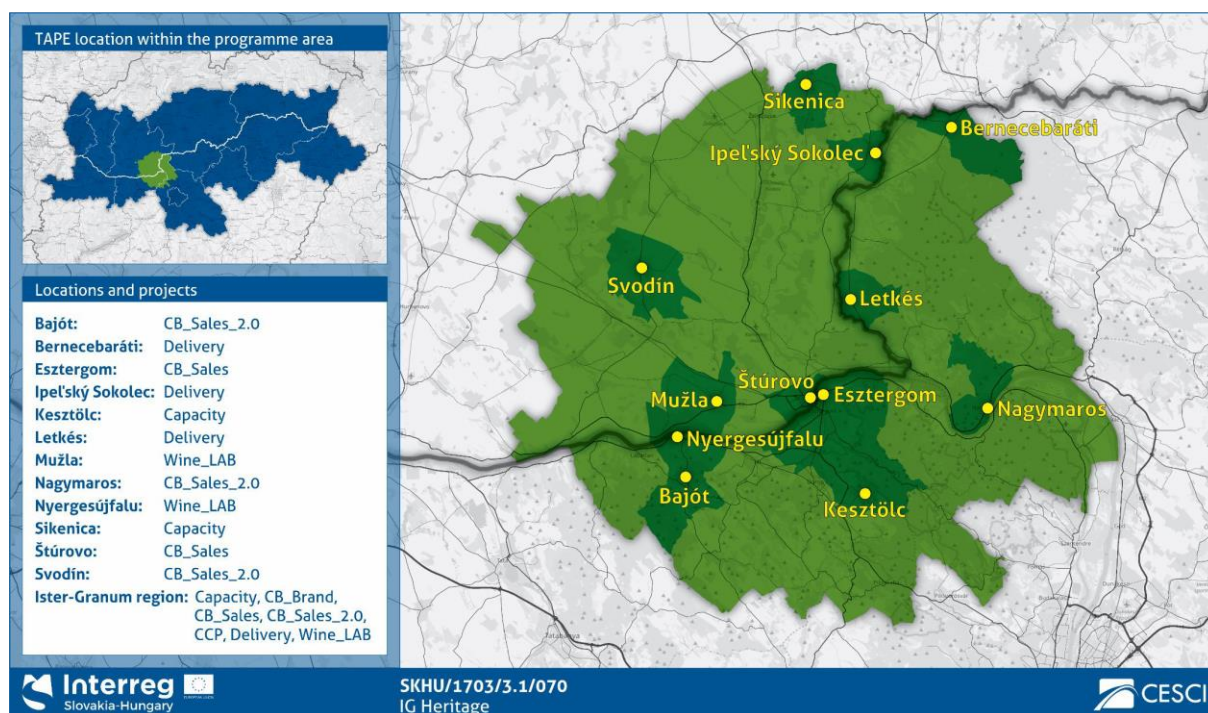 TAPE location within the programme area
Locations and projects
Bajót: CB_Sales_2.0
Bernecebaráti: Delivery
Esztergom: CB_Sales
Ipeľský Sokolec: Delivery
Kesztölc: Capacity
Letkés: Delivery
Mužla: Wine_LAB
Nagymaros: CB_Sales_2.0
Nyergesújfalu: Wine_LAB
Sikenica: Capacity
Štúrovo: CB_Sales
Svodín: CB_Sales_2.0
Ister-Granum region: Capacity, CB_Brand,
CB_Sales, CB_Sales_2.0,
CCP, Delivery, Wine_LAB
Sikenica
Bernecebaráti
Ipeľský Sokolec
Svodín
Letkés
Štúrovo
Esztergom
Mužla
Nagymaros
Nyergesújfalu
Bajót
Kesztölc
Interreg
Slovakia-Hungary
SKHU/1703/3.1/070
IG Heritage
CESCI